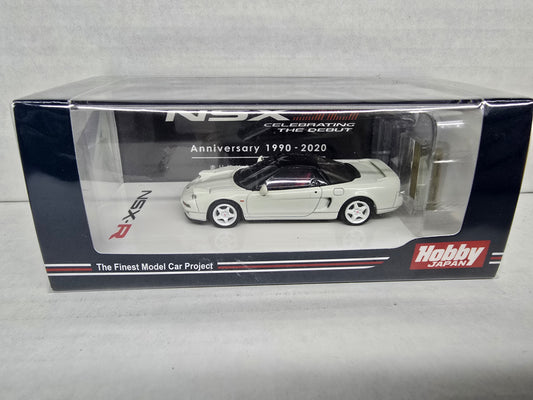 NSX
CELEBRATING
THE DEBUT
Anniversary 1990 - 2020
NSX-R
The Finest Model Car Project
Hobby
JAPAN